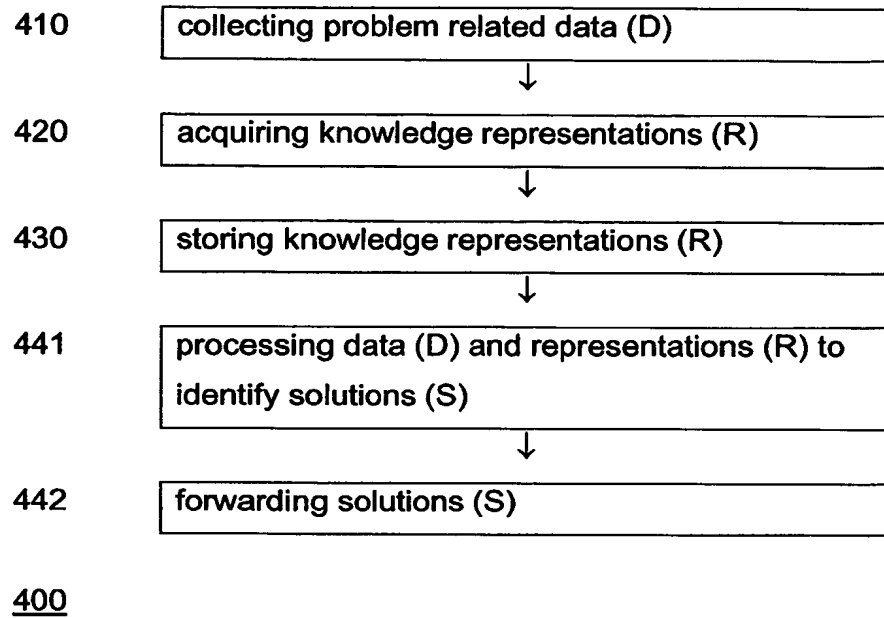 410 collecting problem related data (D)
↓
420 acquiring knowledge representations (R)
↓
430 storing knowledge representations (R)
↓
441 processing data (D) and representations (R) to
identify solutions (S)
↓
442 forwarding solutions (S)
400